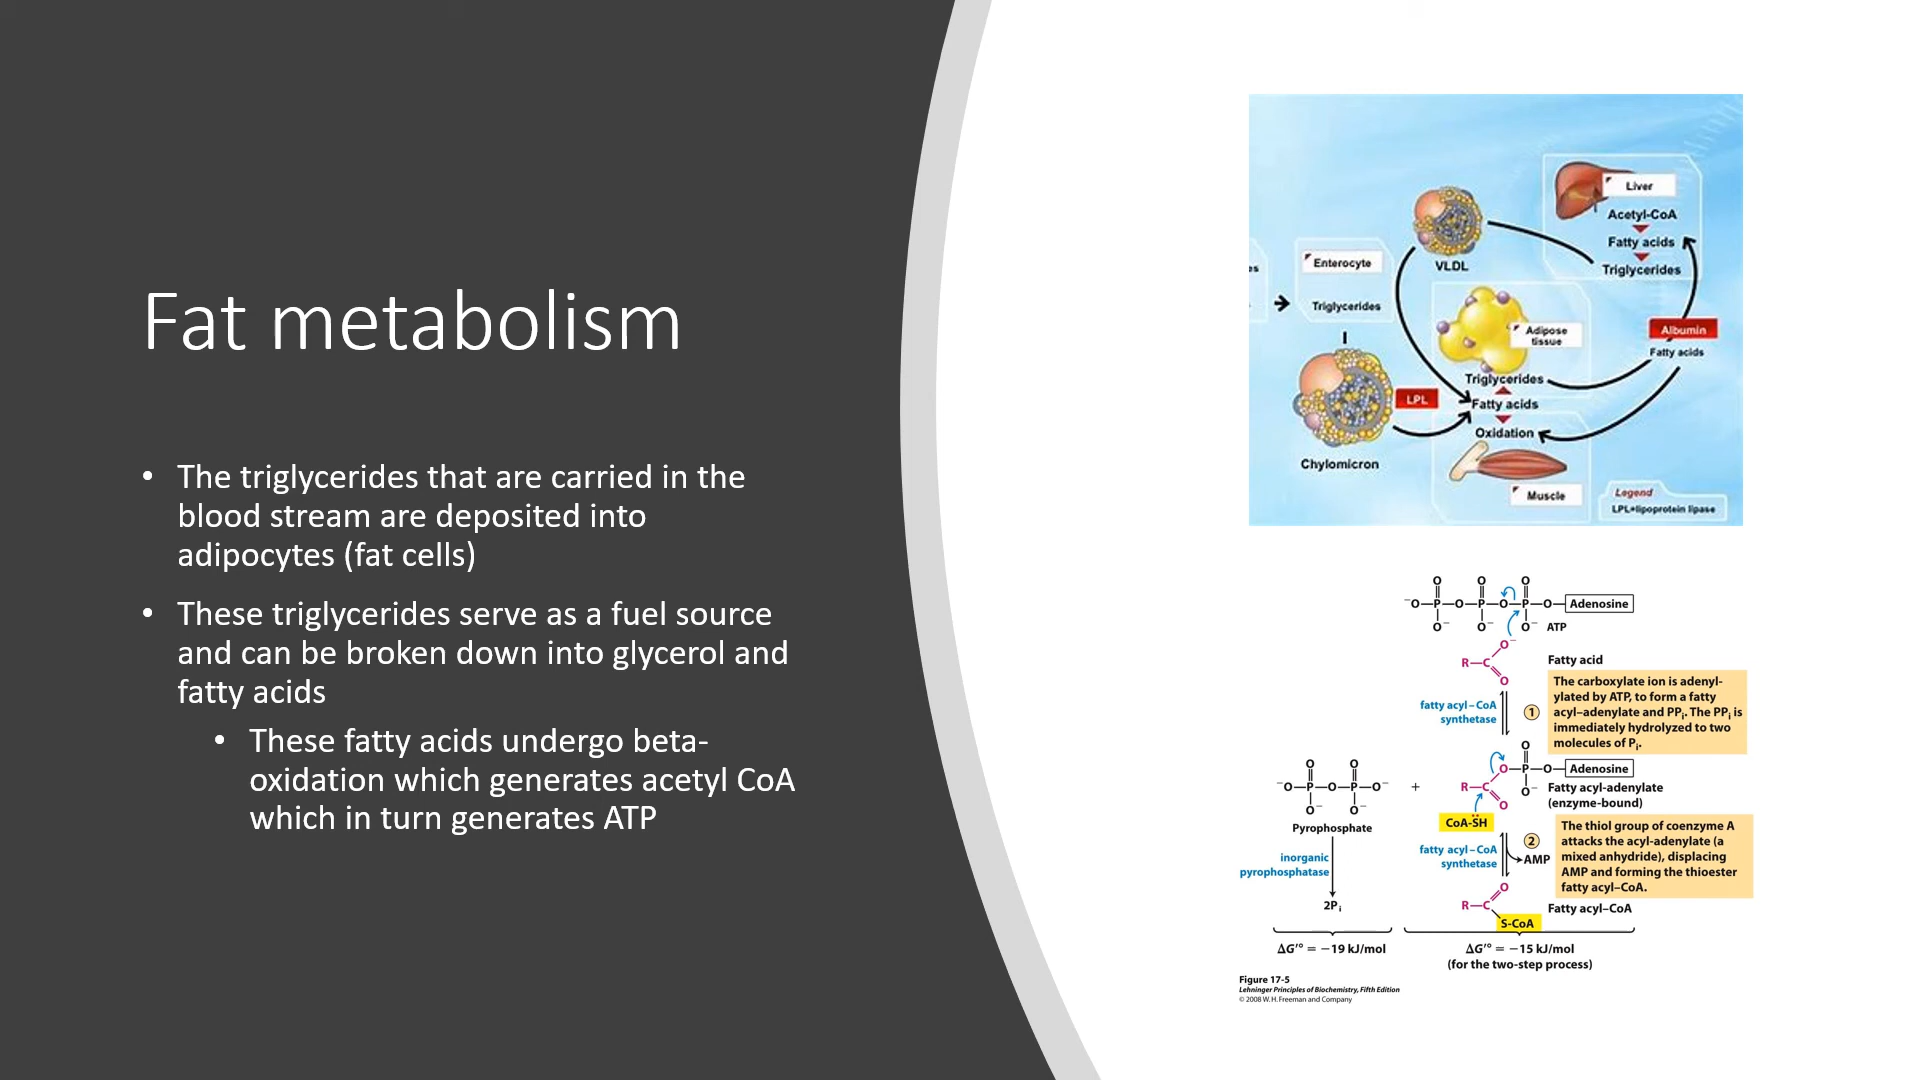 Fat metabolism
• The triglycerides that are carried in the
blood stream are deposited into
adipocytes (fat cells)
• These triglycerides serve as a fuel source
and can be broken down into glycerol and
fatty acids
• These fatty acids undergo beta-
oxidation which generates acetyl CoA
which in turn generates ATP
Liver
Acetyl-CoA
Fatty acids
Triglycerides
VLDL
es
Enterocyte
Triglycerides
Adipose
tissue
Albumin
Fatty acids
Triglycerides
LPL
Fatty acids
Oxidation
Chylomicron
Muscle
Legend
LPL=lipoprotein lipase
O O O
⁻O—P—O—P—O—P—O—Adenosine
O⁻ O⁻ O⁻ ATP
O⁻
R—C
O
Fatty acid
fatty acyl–CoA
synthetase
1
The carboxylate ion is adenyl-
ylated by ATP, to form a fatty
acyl–adenylate and PPi. The PPi is
immediately hydrolyzed to two
molecules of Pi.
O
O—P—O—Adenosine
O⁻
R—C
O
Fatty acyl-adenylate
(enzyme-bound)
O O
⁻O—P—O—P—O⁻
O⁻ O⁻
+
Pyrophosphate
CoA-SH
inorganic
pyrophosphatase
2Pi
fatty acyl–CoA
synthetase
2
AMP
The thiol group of coenzyme A
attacks the acyl-adenylate (a
mixed anhydride), displacing
AMP and forming the thioester
fatty acyl–CoA.
O
R—C
S-CoA
Fatty acyl–CoA
ΔG′° = −19 kJ/mol
ΔG′° = −15 kJ/mol
(for the two-step process)
Figure 17-5
Lehninger Principles of Biochemistry, Fifth Edition
© 2008 W. H. Freeman and Company